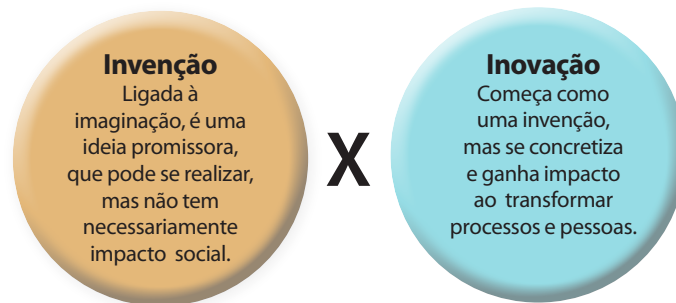 Invenção
Ligada à
imaginação, é uma
ideia promissora,
que pode se realizar,
mas não tem
necessariamente
impacto social.
X
Inovação
Começa como
uma invenção,
mas se concretiza
e ganha impacto
ao transformar
processos e pessoas.